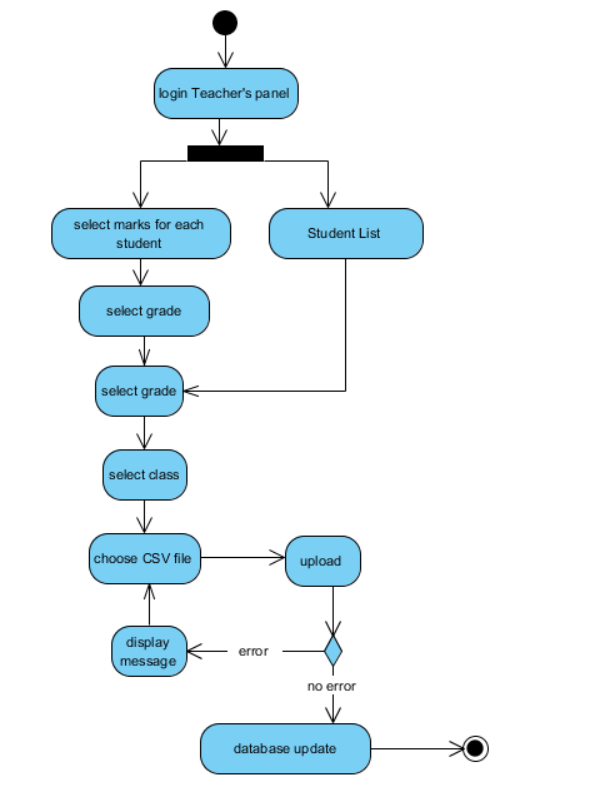 login Teacher's panel
select marks for each
student
Student List
select grade
select grade
select class
choose CSV file
upload
display
message
error
no error
database update